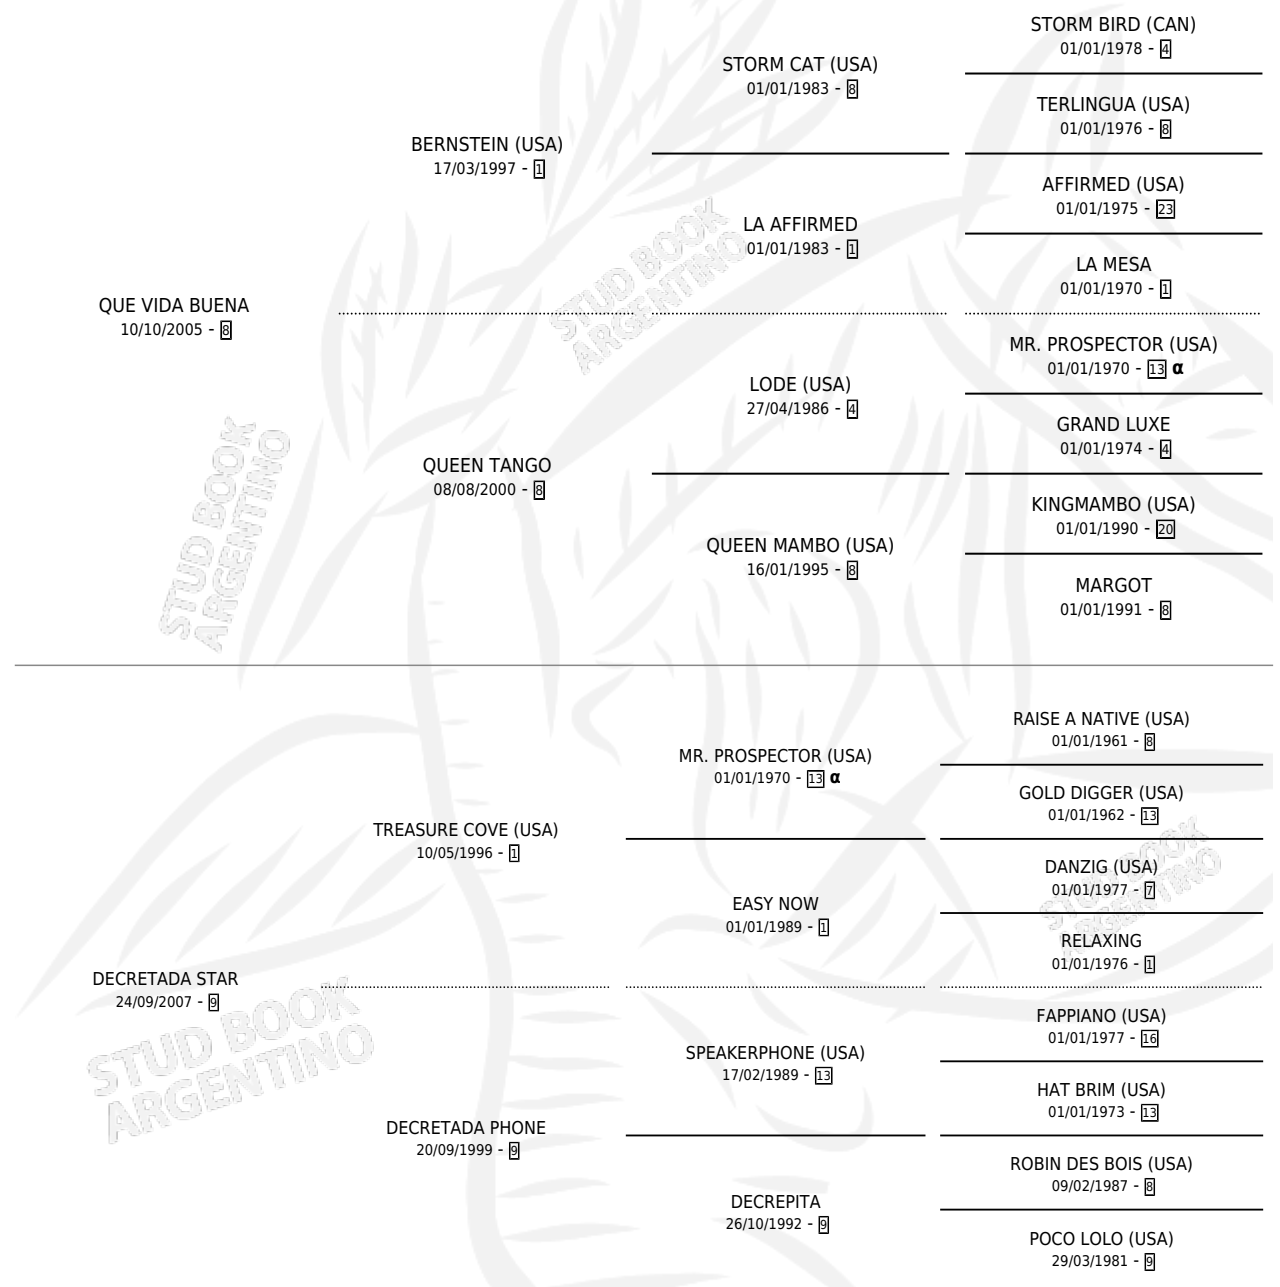 STORM BIRD (CAN)
01/01/1978 - 4
STORM CAT (USA)
01/01/1983 - 8
TERLINGUA (USA)
01/01/1976 - 8
BERNSTEIN (USA)
17/03/1997 - 1
AFFIRMED (USA)
01/01/1975 - 23
LA AFFIRMED
01/01/1983 - 1
LA MESA
01/01/1970 - 1
QUE VIDA BUENA
10/10/2005 - 8
MR. PROSPECTOR (USA)
01/01/1970 - 13 α
LODE (USA)
27/04/1986 - 4
GRAND LUXE
01/01/1974 - 4
QUEEN TANGO
08/08/2000 - 8
KINGMAMBO (USA)
01/01/1990 - 20
QUEEN MAMBO (USA)
16/01/1995 - 8
MARGOT
01/01/1991 - 8
STUD BOOK
ARGENTINO
STUD BOOK
ARGENTINO
RAISE A NATIVE (USA)
01/01/1961 - 8
MR. PROSPECTOR (USA)
01/01/1970 - 13 α
GOLD DIGGER (USA)
01/01/1962 - 13
TREASURE COVE (USA)
10/05/1996 - 1
DANZIG (USA)
01/01/1977 - 7
EASY NOW
01/01/1989 - 1
RELAXING
01/01/1976 - 1
DECRETADA STAR
24/09/2007 - 9
FAPPIANO (USA)
01/01/1977 - 16
SPEAKERPHONE (USA)
17/02/1989 - 13
HAT BRIM (USA)
01/01/1973 - 13
DECRETADA PHONE
20/09/1999 - 9
ROBIN DES BOIS (USA)
09/02/1987 - 8
DECREPITA
26/10/1992 - 9
POCO LOLO (USA)
29/03/1981 - 9
STUD BOOK
ARGENTINO
STUD BOOK
ARGENTINO